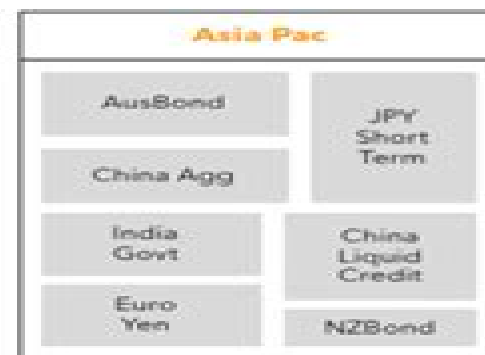 Asia Pac
AusBond
JPY
Short
Term
China Agg
India
Govt
China
Liquid
Credit
Euro
Yen
NZBond